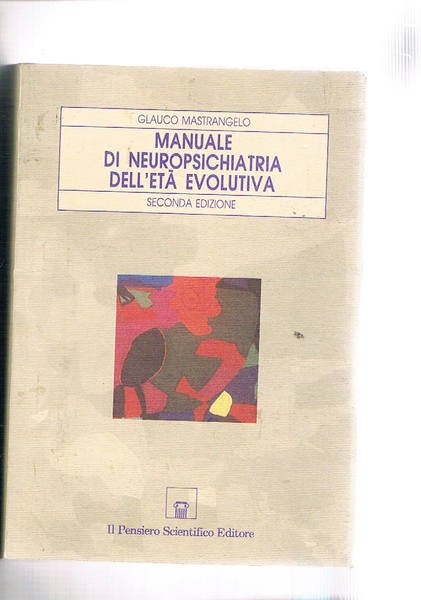 GLAUCO MASTRANGELO
MANUALE
DI NEUROPSICHIATRIA
DELL'ETÀ EVOLUTIVA
SECONDA EDIZIONE
Il Pensiero Scientifico Editore